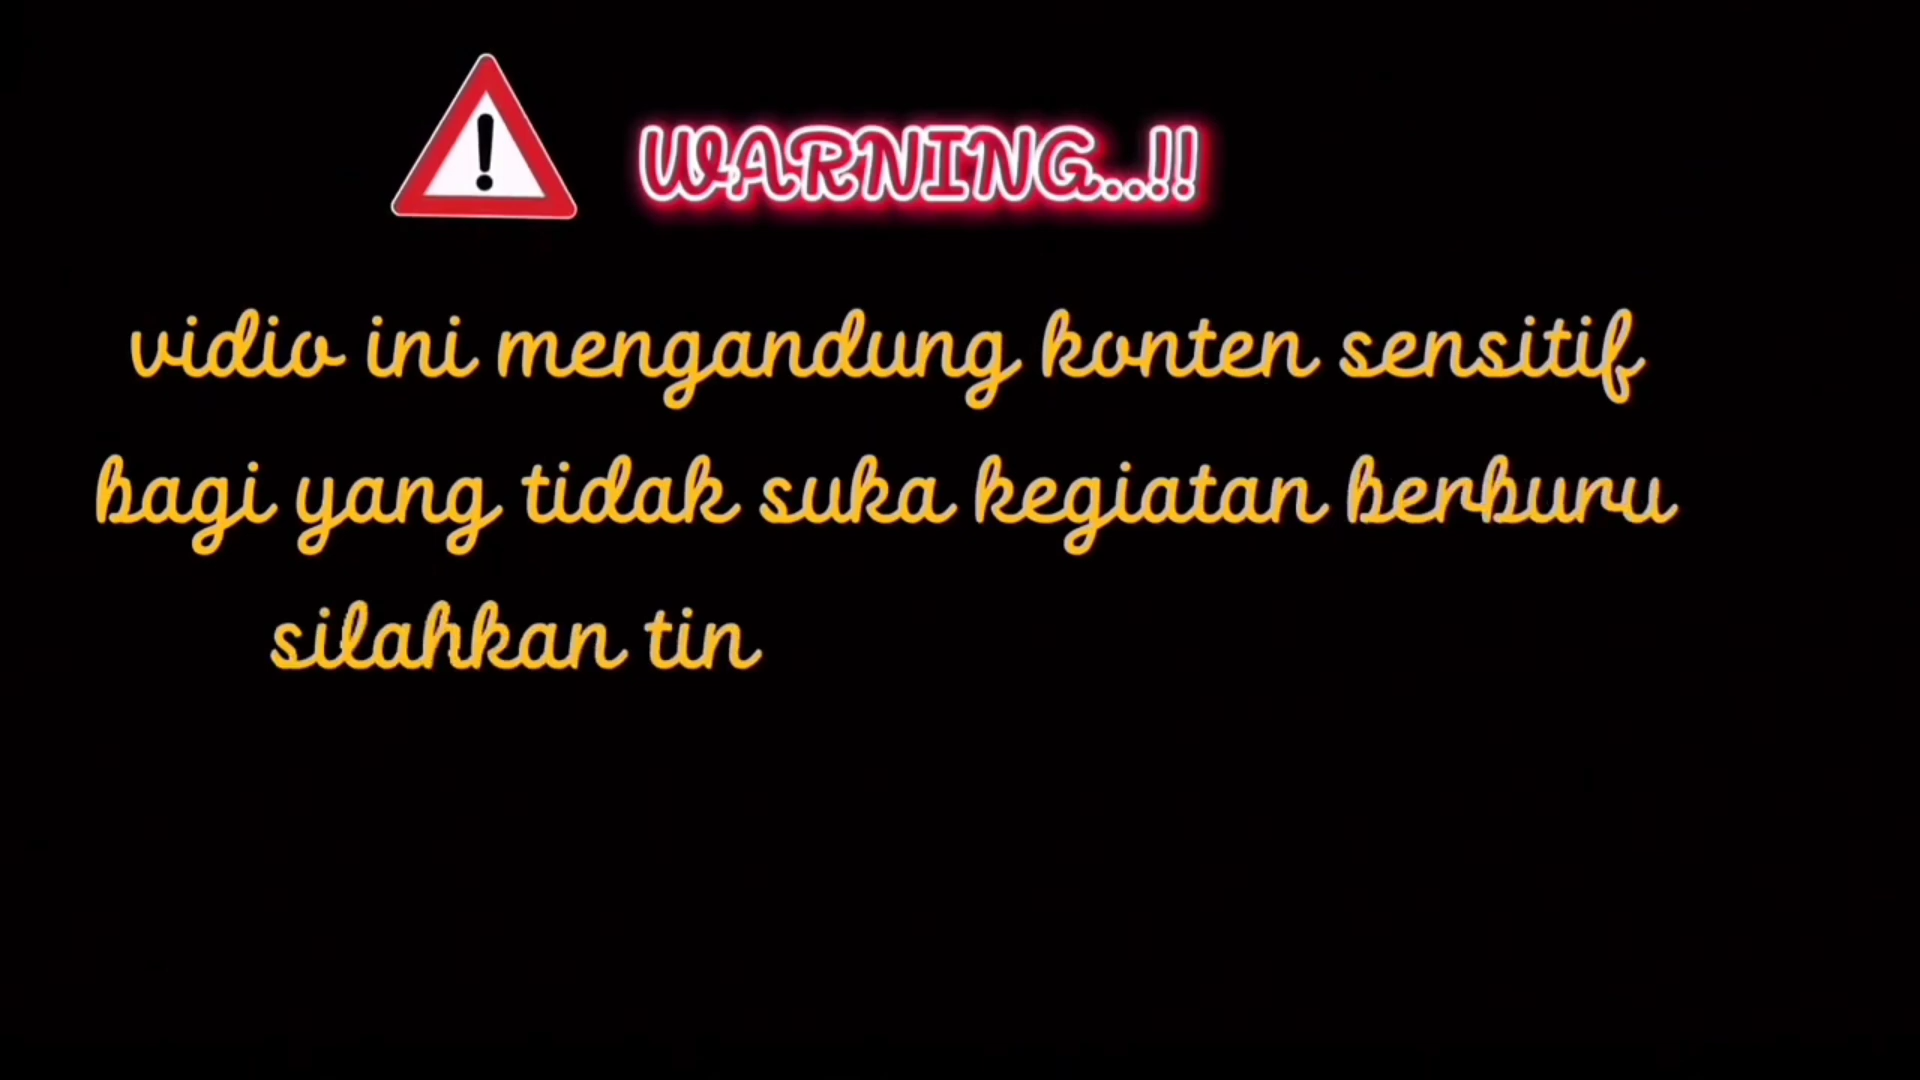 WARNING..!!
vidio ini mengandung konten sensitif
bagi yang tidak suka kegiatan berburu
silahkan tin